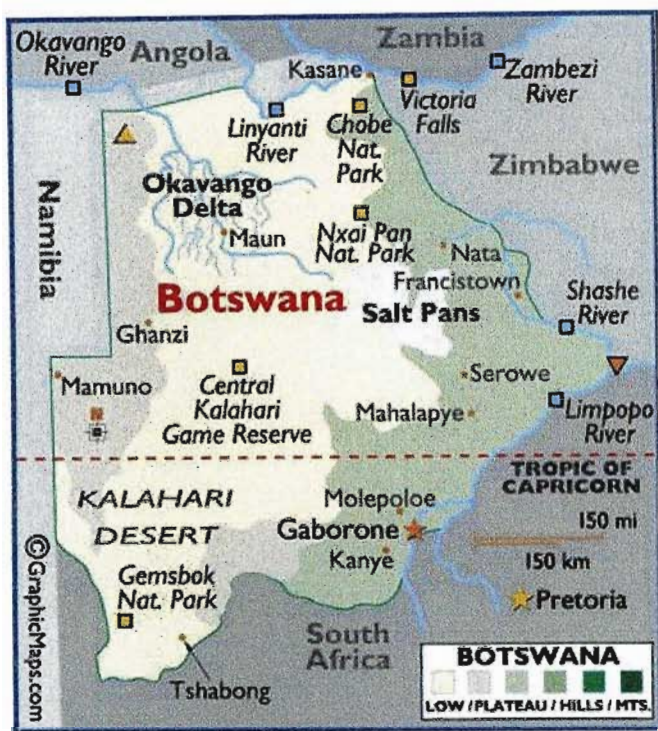 Okavango
River
Angola
Zambia
Kasane
Zambezi
River
Linyanti
River
Chobe
Nat.
Park
Victoria
Falls
Zimbabwe
Namibia
Okavango
Delta
Maun
Nxai Pan
Nat. Park
Nata
Francistown
Botswana
Salt Pans
Shashe
River
Ghanzi
Mamuno
Central
Kalahari
Game Reserve
Serowe
Mahalapye
Limpopo
River
TROPIC OF
CAPRICORN
KALAHARI
DESERT
Molepoloe
Gaborone
Kanye
150 mi
150 km
Gemsbok
Nat. Park
Pretoria
South
Africa
Tshabong
©GraphicMaps.com
BOTSWANA
LOW / PLATEAU / HILLS / MTS.